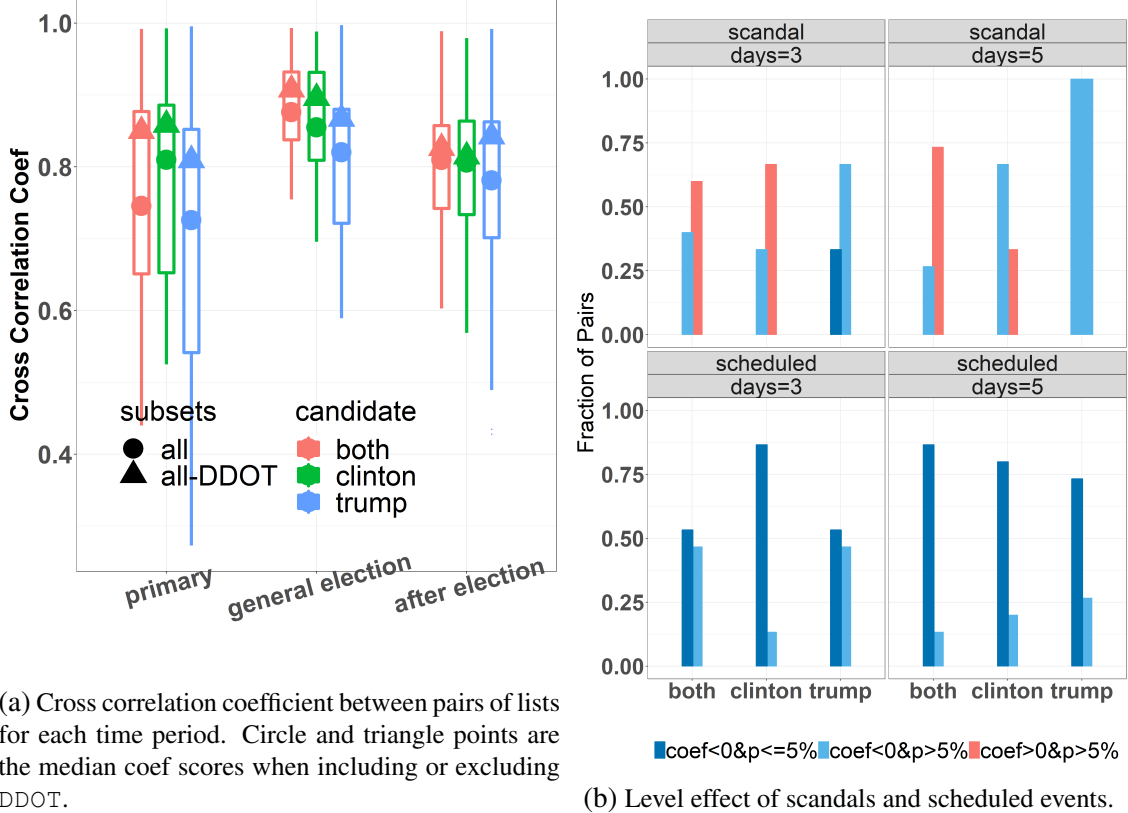 1.0
0.8
0.6
0.4
Cross Correlation Coef
subsets
all
all-DDOT
candidate
both
clinton
trump
primary
general election
after election
(a) Cross correlation coefficient between pairs of lists
for each time period. Circle and triangle points are
the median coef scores when including or excluding
DDOT.
scandal
days=3
scandal
days=5
1.00
0.75
0.50
0.25
0.00
Fraction of Pairs
scheduled
days=3
scheduled
days=5
1.00
0.75
0.50
0.25
0.00
both clinton trump
both clinton trump
coef<0&p<=5% coef<0&p>5% coef>0&p>5%
(b) Level effect of scandals and scheduled events.